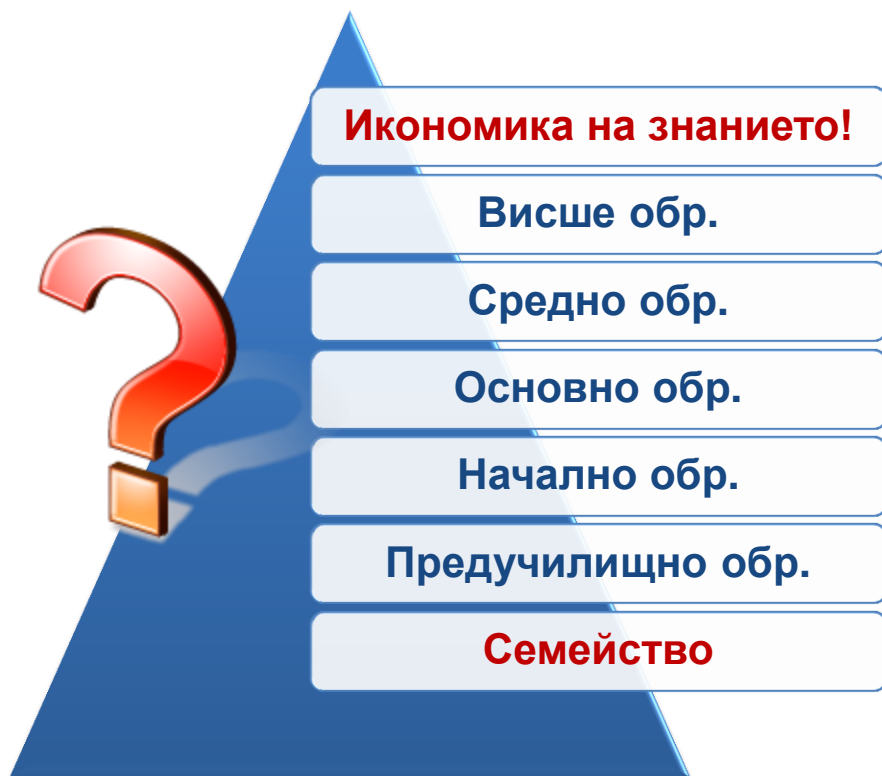 Икономика на знанието!
Висше обр.
Средно обр.
Основно обр.
Начално обр.
Предучилищно обр.
Семейство